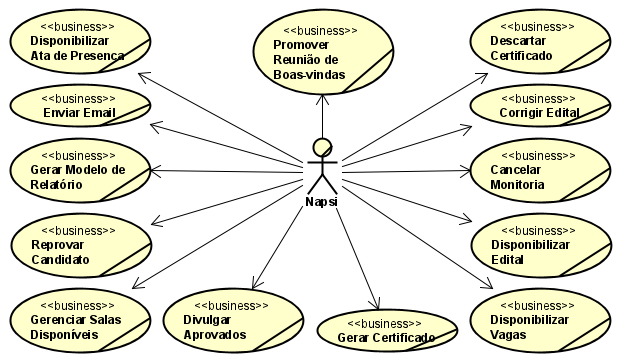 <<business>>
Disponibilizar
Ata de Presença
<<business>>
Promover
Reunião de
Boas-vindas
<<business>>
Descartar
Certificado
<<business>>
Enviar Email
<<business>>
Corrigir Edital
<<business>>
Gerar Modelo de
Relatório
Napsi
<<business>>
Cancelar
Monitoria
<<business>>
Reprovar
Candidato
<<business>>
Disponibilizar
Edital
<<business>>
Gerenciar Salas
Disponíveis
<<business>>
Divulgar
Aprovados
<<business>>
Gerar Certificado
<<business>>
Disponibilizar
Vagas